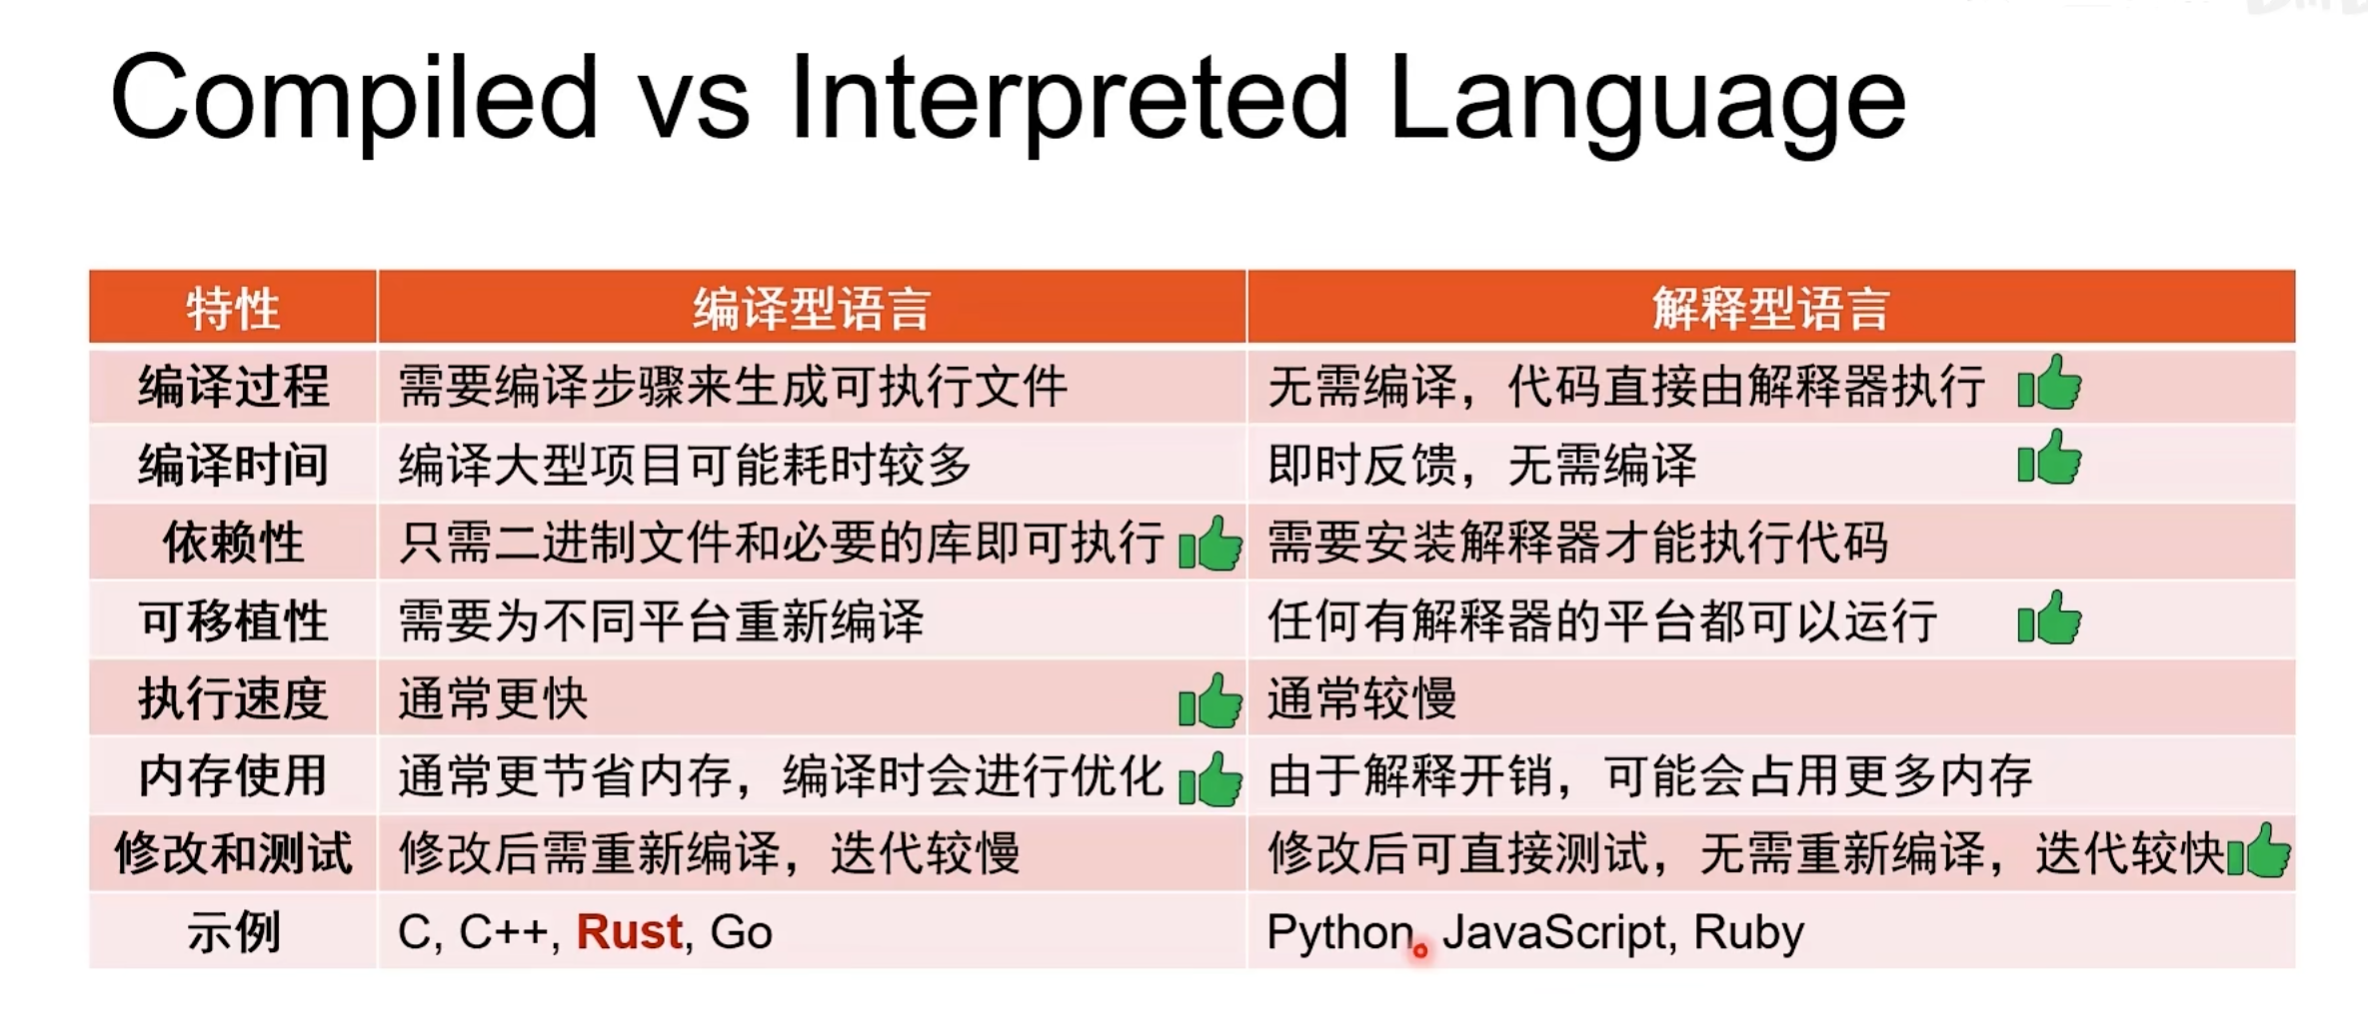 Compiled vs Interpreted Language
特性 编译型语言 解释型语言
编译过程 需要编译步骤来生成可执行文件 无需编译，代码直接由解释器执行
编译时间 编译大型项目可能耗时较多 即时反馈，无需编译
依赖性 只需二进制文件和必要的库即可执行 需要安装解释器才能执行代码
可移植性 需要为不同平台重新编译 任何有解释器的平台都可以运行
执行速度 通常更快 通常较慢
内存使用 通常更节省内存，编译时会进行优化 由于解释开销，可能会占用更多内存
修改和测试 修改后需重新编译，迭代较慢 修改后可直接测试，无需重新编译，迭代较快
示例 C, C++, Rust, Go Python, JavaScript, Ruby